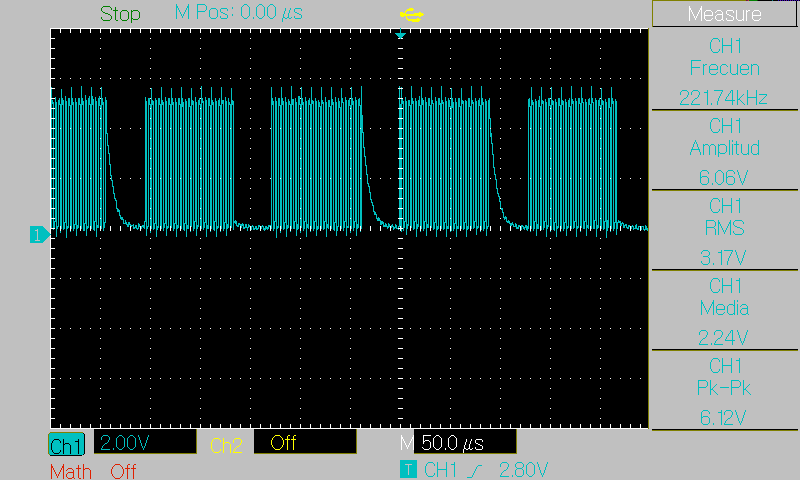 Stop M Pos: 0.00 µs
Measure
CH1
Frecuen
221.74kHz
CH1
Amplitud
6.06V
CH1
RMS
3.17V
CH1
Media
2.24V
CH1
Pk-Pk
6.12V
1
Ch1 2.00V Ch2 Off M 50.0 µs
Math Off T CH1 2.80V